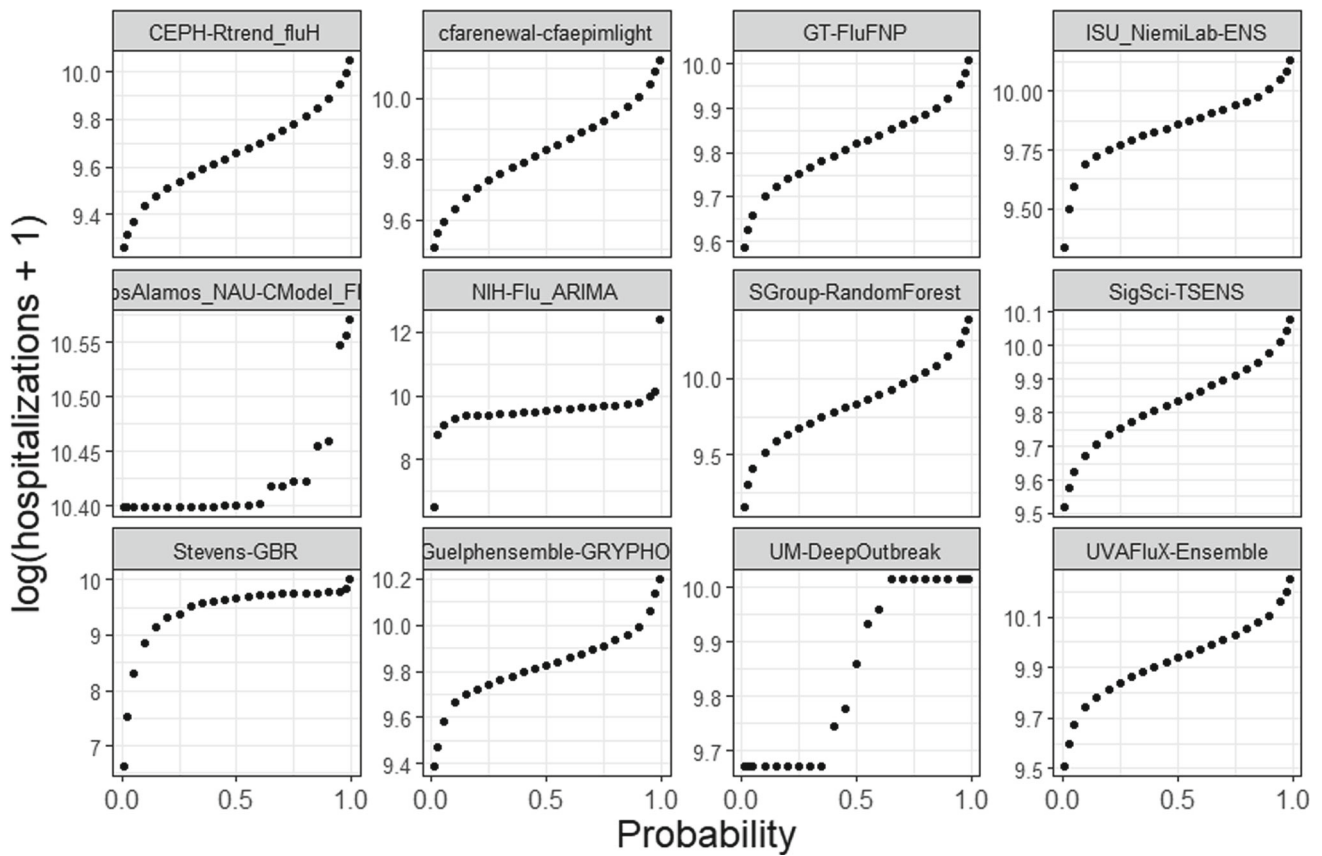 CEPH-Rtrend_fluH
cfarenewal-cfaepimlight
GT-FluFNP
ISU_NiemiLab-ENS
10.0
9.8
9.6
9.4
10.0
9.8
9.6
10.0
9.9
9.8
9.7
9.6
10.00
9.75
9.50
osAlamos_NAU-CModel_Fl
NIH-Flu_ARIMA
SGroup-RandomForest
SigSci-TSENS
10.55
10.50
10.45
10.40
12
10
8
10.0
9.5
10.1
10.0
9.9
9.8
9.7
9.6
9.5
Stevens-GBR
Guelphensemble-GRYPHO
UM-DeepOutbreak
UVAFluX-Ensemble
10
9
8
7
10.2
10.0
9.8
9.6
9.4
10.0
9.9
9.8
9.7
10.1
9.9
9.7
9.5
0.0 0.5 1.0
0.0 0.5 1.0
0.0 0.5 1.0
0.0 0.5 1.0
Probability
log(hospitalizations + 1)